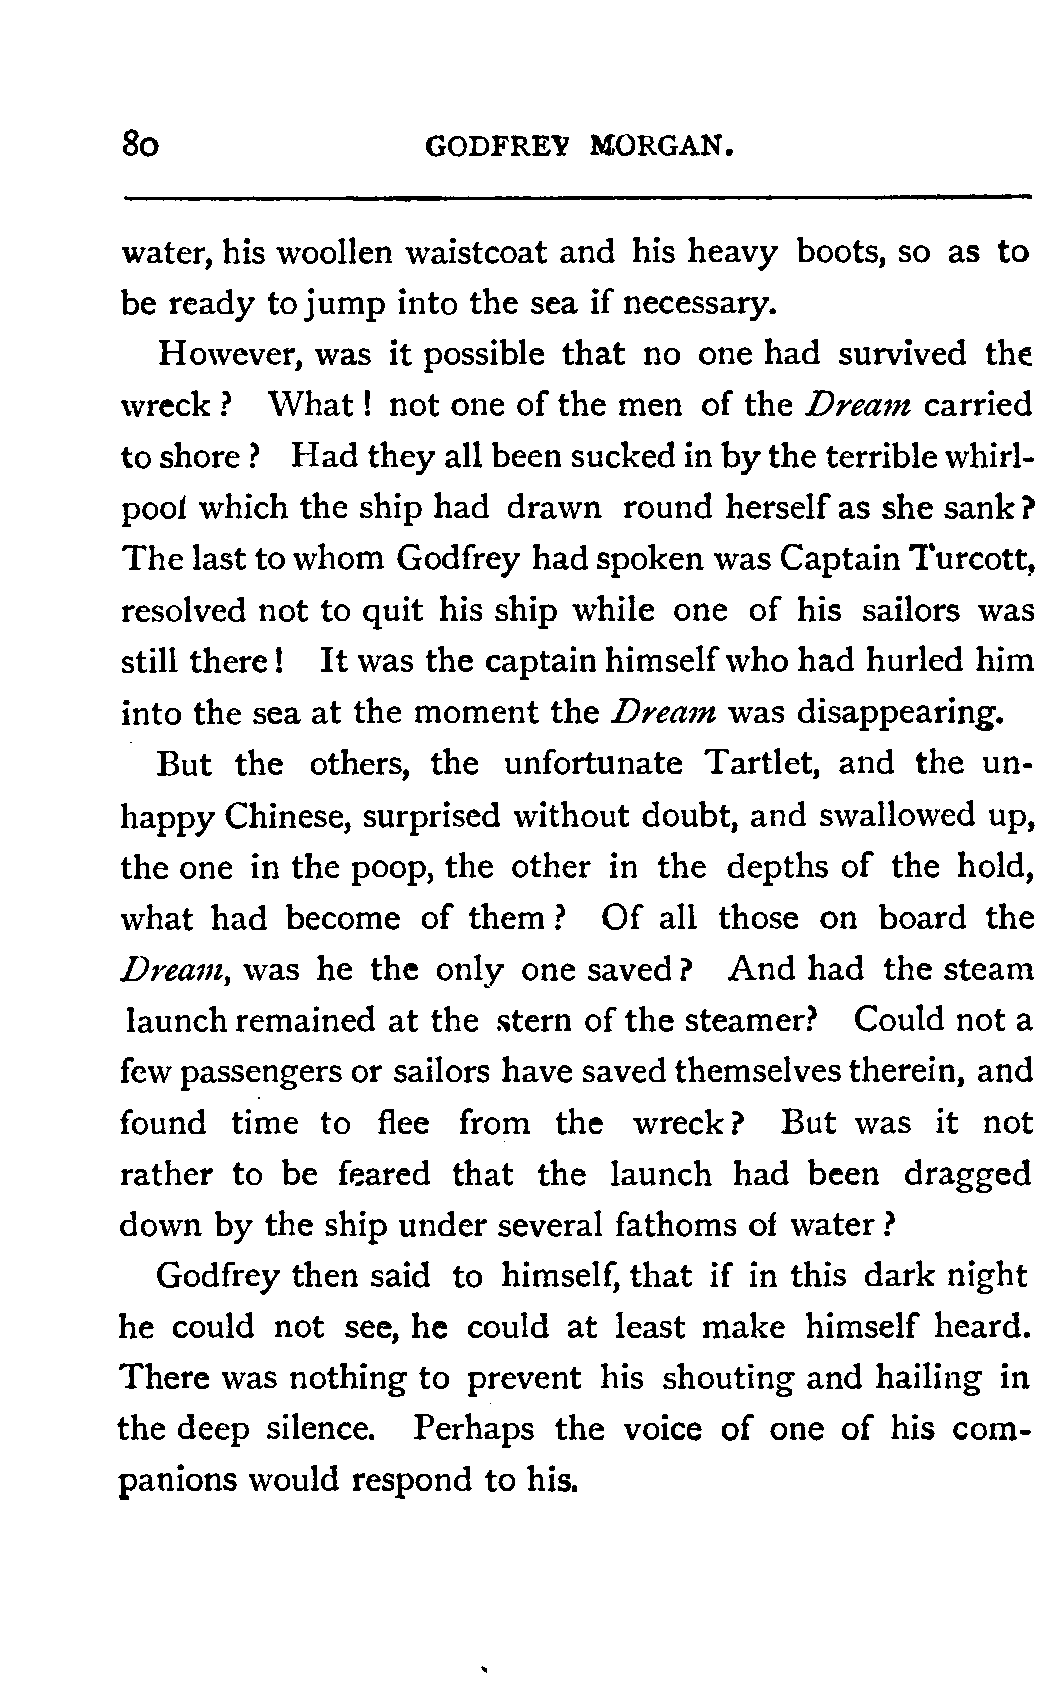 80 GODFREY MORGAN.
water, his woollen waistcoat and his heavy boots, so as to
be ready to jump into the sea if necessary.
However, was it possible that no one had survived the
wreck ? What ! not one of the men of the Dream carried
to shore ? Had they all been sucked in by the terrible whirl-
pool which the ship had drawn round herself as she sank ?
The last to whom Godfrey had spoken was Captain Turcott,
resolved not to quit his ship while one of his sailors was
still there ! It was the captain himself who had hurled him
into the sea at the moment the Dream was disappearing.
But the others, the unfortunate Tartlet, and the un-
happy Chinese, surprised without doubt, and swallowed up,
the one in the poop, the other in the depths of the hold,
what had become of them ? Of all those on board the
Dream, was he the only one saved ? And had the steam
launch remained at the stern of the steamer? Could not a
few passengers or sailors have saved themselves therein, and
found time to flee from the wreck ? But was it not
rather to be feared that the launch had been dragged
down by the ship under several fathoms of water ?
Godfrey then said to himself, that if in this dark night
he could not see, he could at least make himself heard.
There was nothing to prevent his shouting and hailing in
the deep silence. Perhaps the voice of one of his com-
panions would respond to his.